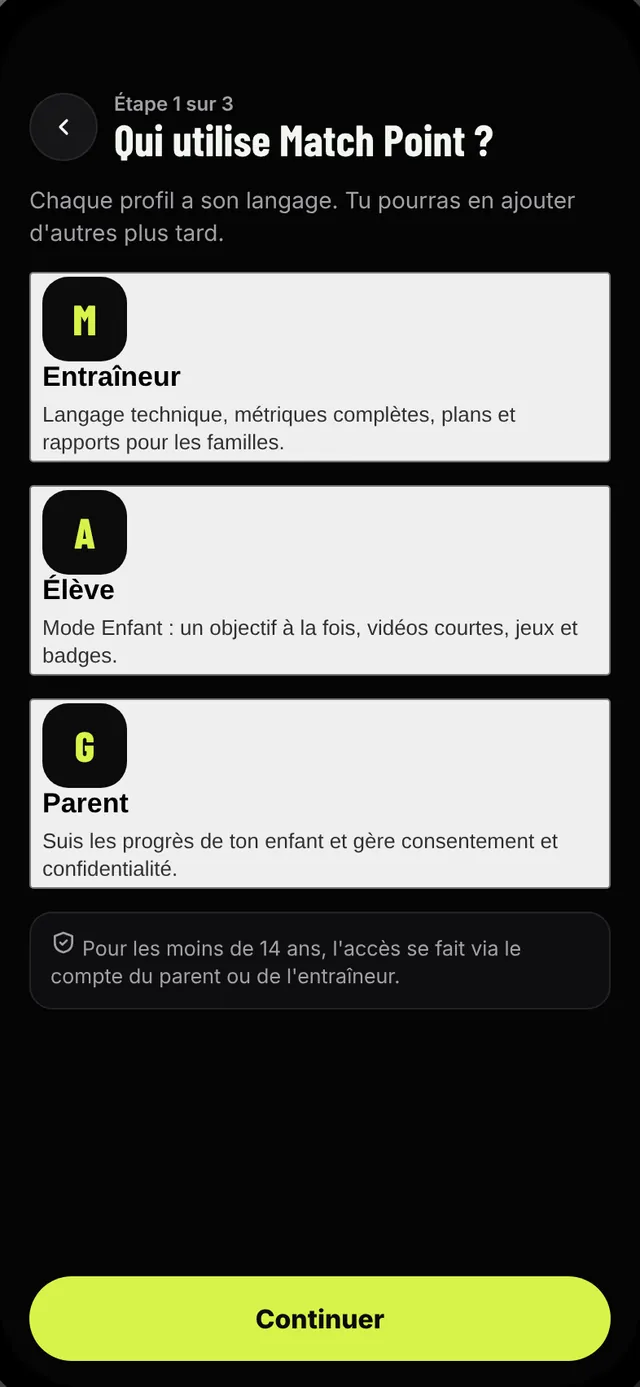 Étape 1 sur 3
Qui utilise Match Point ?
Chaque profil a son langage. Tu pourras en ajouter
d'autres plus tard.
M
Entraîneur
Langage technique, métriques complètes, plans et
rapports pour les familles.
A
Élève
Mode Enfant : un objectif à la fois, vidéos courtes, jeux et
badges.
G
Parent
Suis les progrès de ton enfant et gère consentement et
confidentialité.
Pour les moins de 14 ans, l'accès se fait via le
compte du parent ou de l'entraîneur.
Continuer